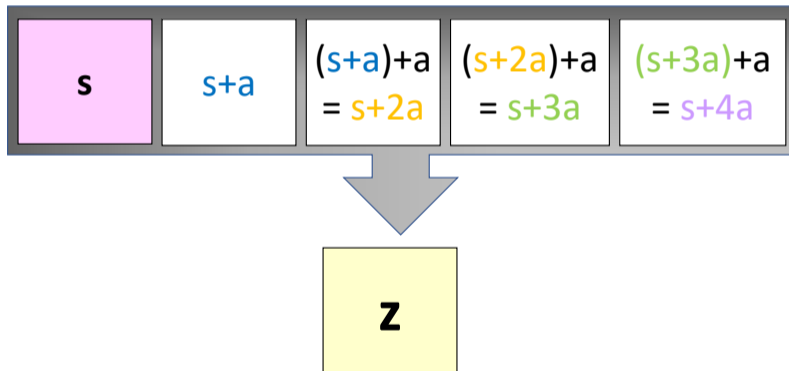 s
s+a
(s+a)+a
= s+2a
(s+2a)+a
= s+3a
(s+3a)+a
= s+4a
z